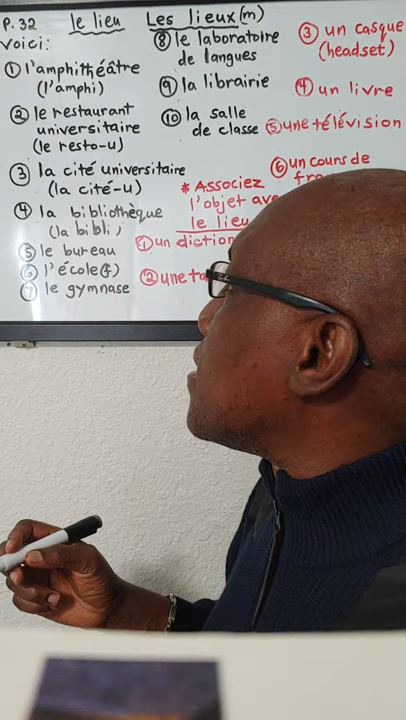 P. 32 le lieu Les lieux (m)
Voici:
① l'amphithéâtre
(l'amphi)
② le restaurant
universitaire
(le resto-u)
③ la cité universitaire
(la cité-u)
④ la bibliothèque
(la bibli
⑤ le bureau
⑥ l'école (f)
⑦ le gymnase
⑧ le laboratoire
de langues
⑨ la librairie
⑩ la salle
de classe
* Associez
l'objet ave
le lieu
① un diction
② une ta
③ un casque
(headset)
④ un livre
⑤ une télévision
⑥ un cours de